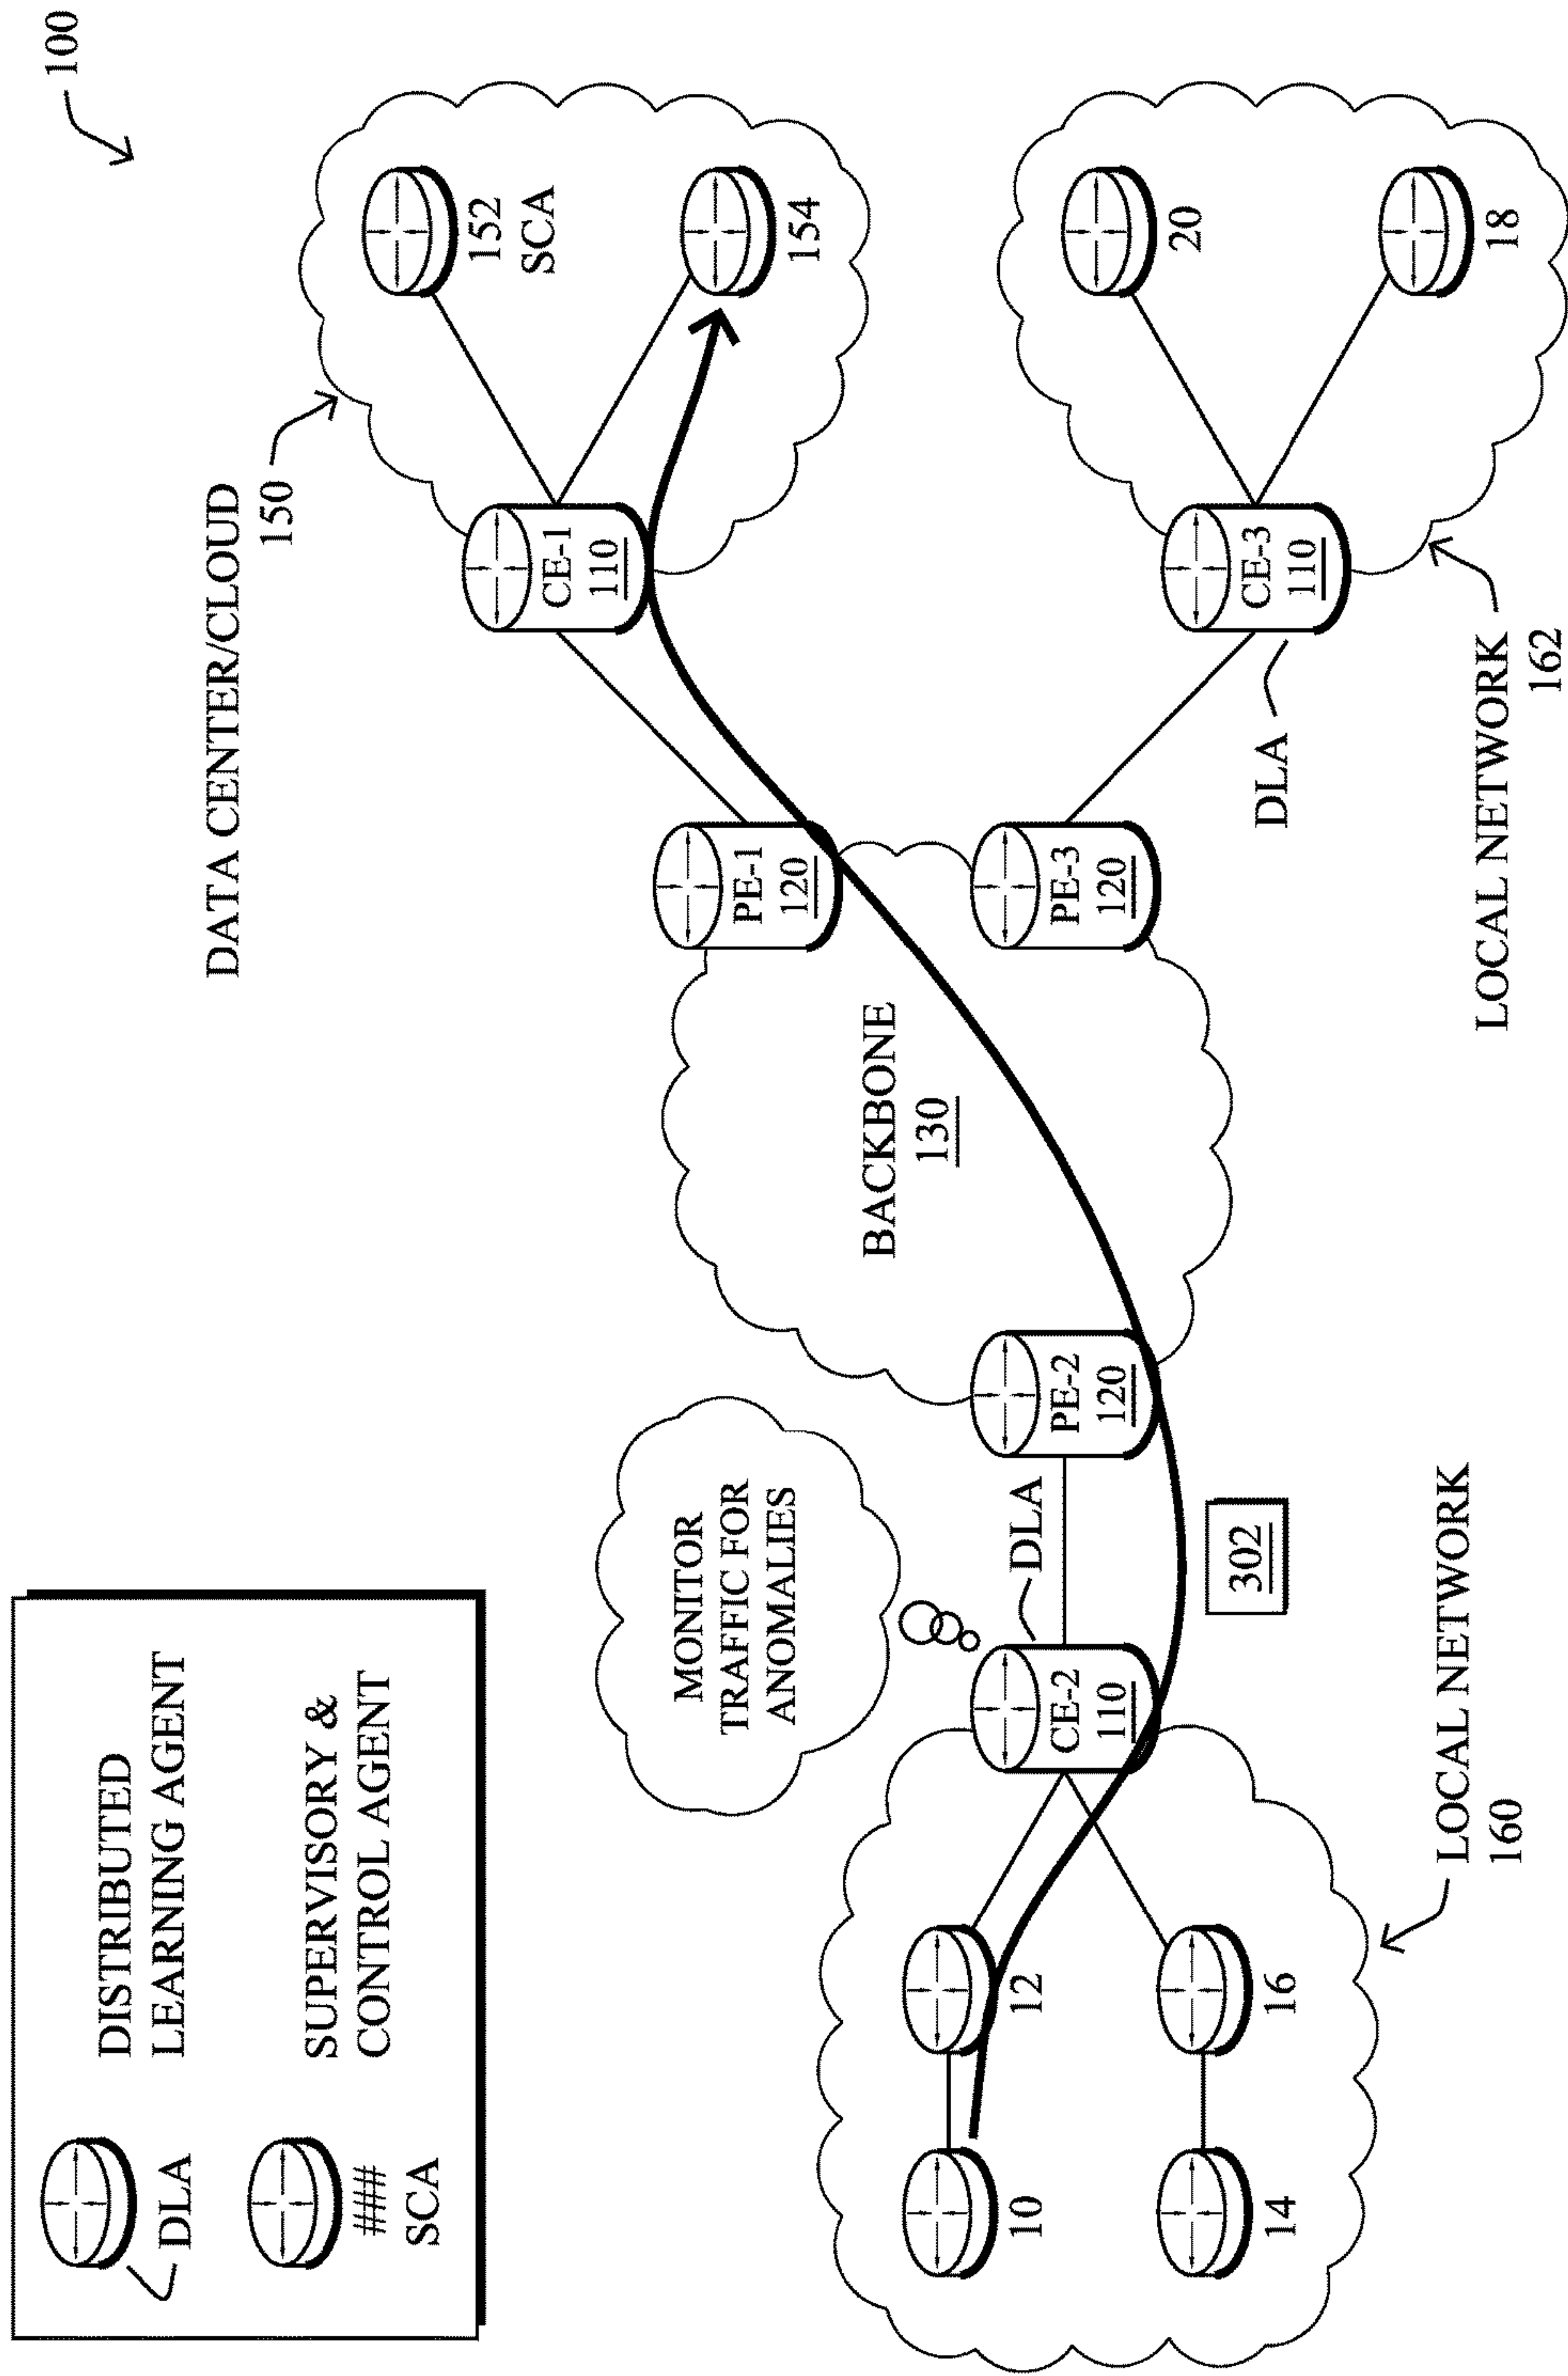 DISTRIBUTED
LEARNING AGENT
DLA
SUPERVISORY &
CONTROL AGENT
###
SCA
100
DATA CENTER/CLOUD
150
152
SCA
154
CE-1
110
PE-1
120
MONITOR
TRAFFIC FOR
ANOMALIES
BACKBONE
130
10
12
14
16
CE-2
110
DLA
PE-2
120
302
PE-3
120
CE-3
110
DLA
20
18
LOCAL NETWORK
160
LOCAL NETWORK
162